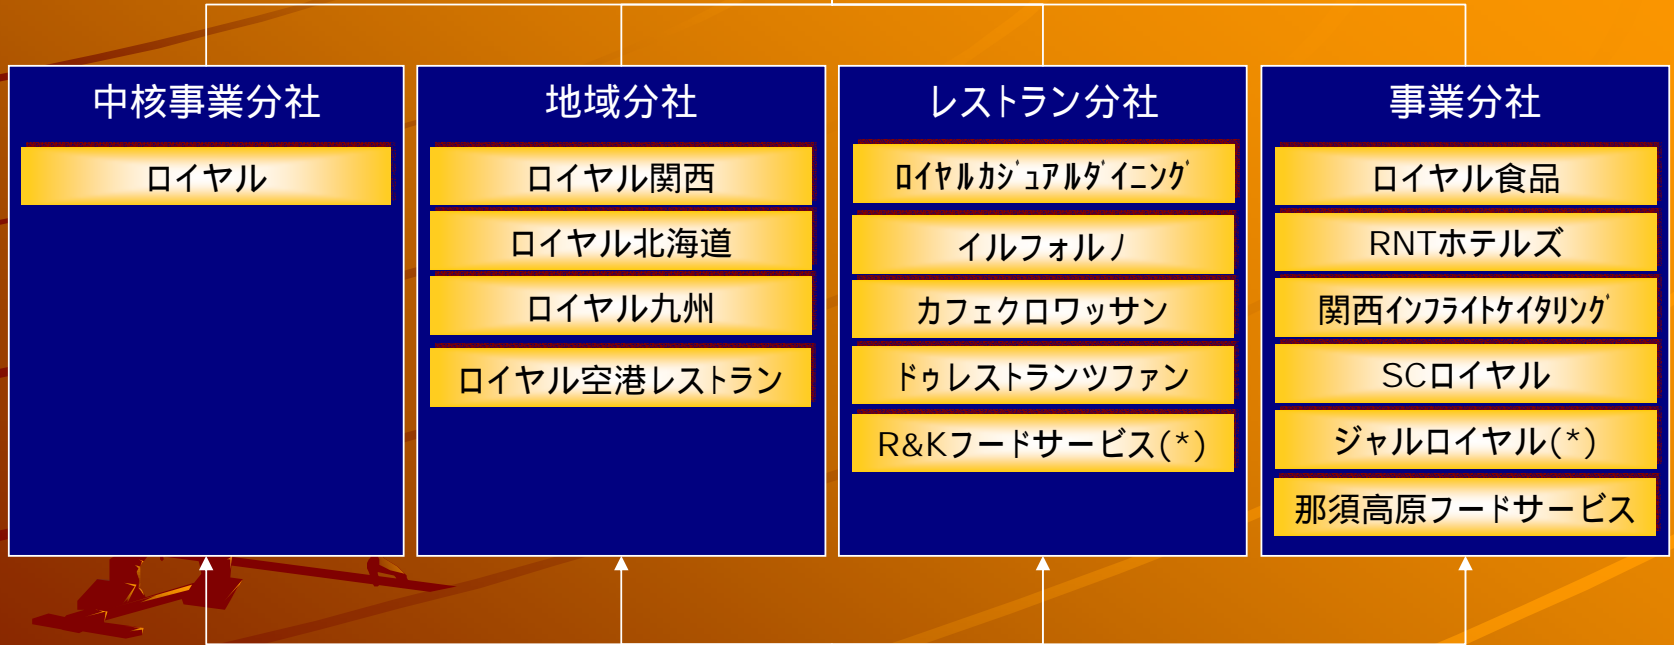 中核事業分社
ロイヤル
地域分社
ロイヤル関西
ロイヤル北海道
ロイヤル九州
ロイヤル空港レストラン
レストラン分社
ﾛｲﾔﾙｶｼﾞｭｱﾙﾀﾞｲﾆﾝｸﾞ
イルフォルノ
カフェクロワッサン
ドゥレストランツファン
R&Kフードサービス(*)
事業分社
ロイヤル食品
RNTホテルズ
関西ｲﾝﾌﾗｲﾄｹｲﾀﾘﾝｸﾞ
SCロイヤル
ジャルロイヤル(*)
那須高原フードサービス